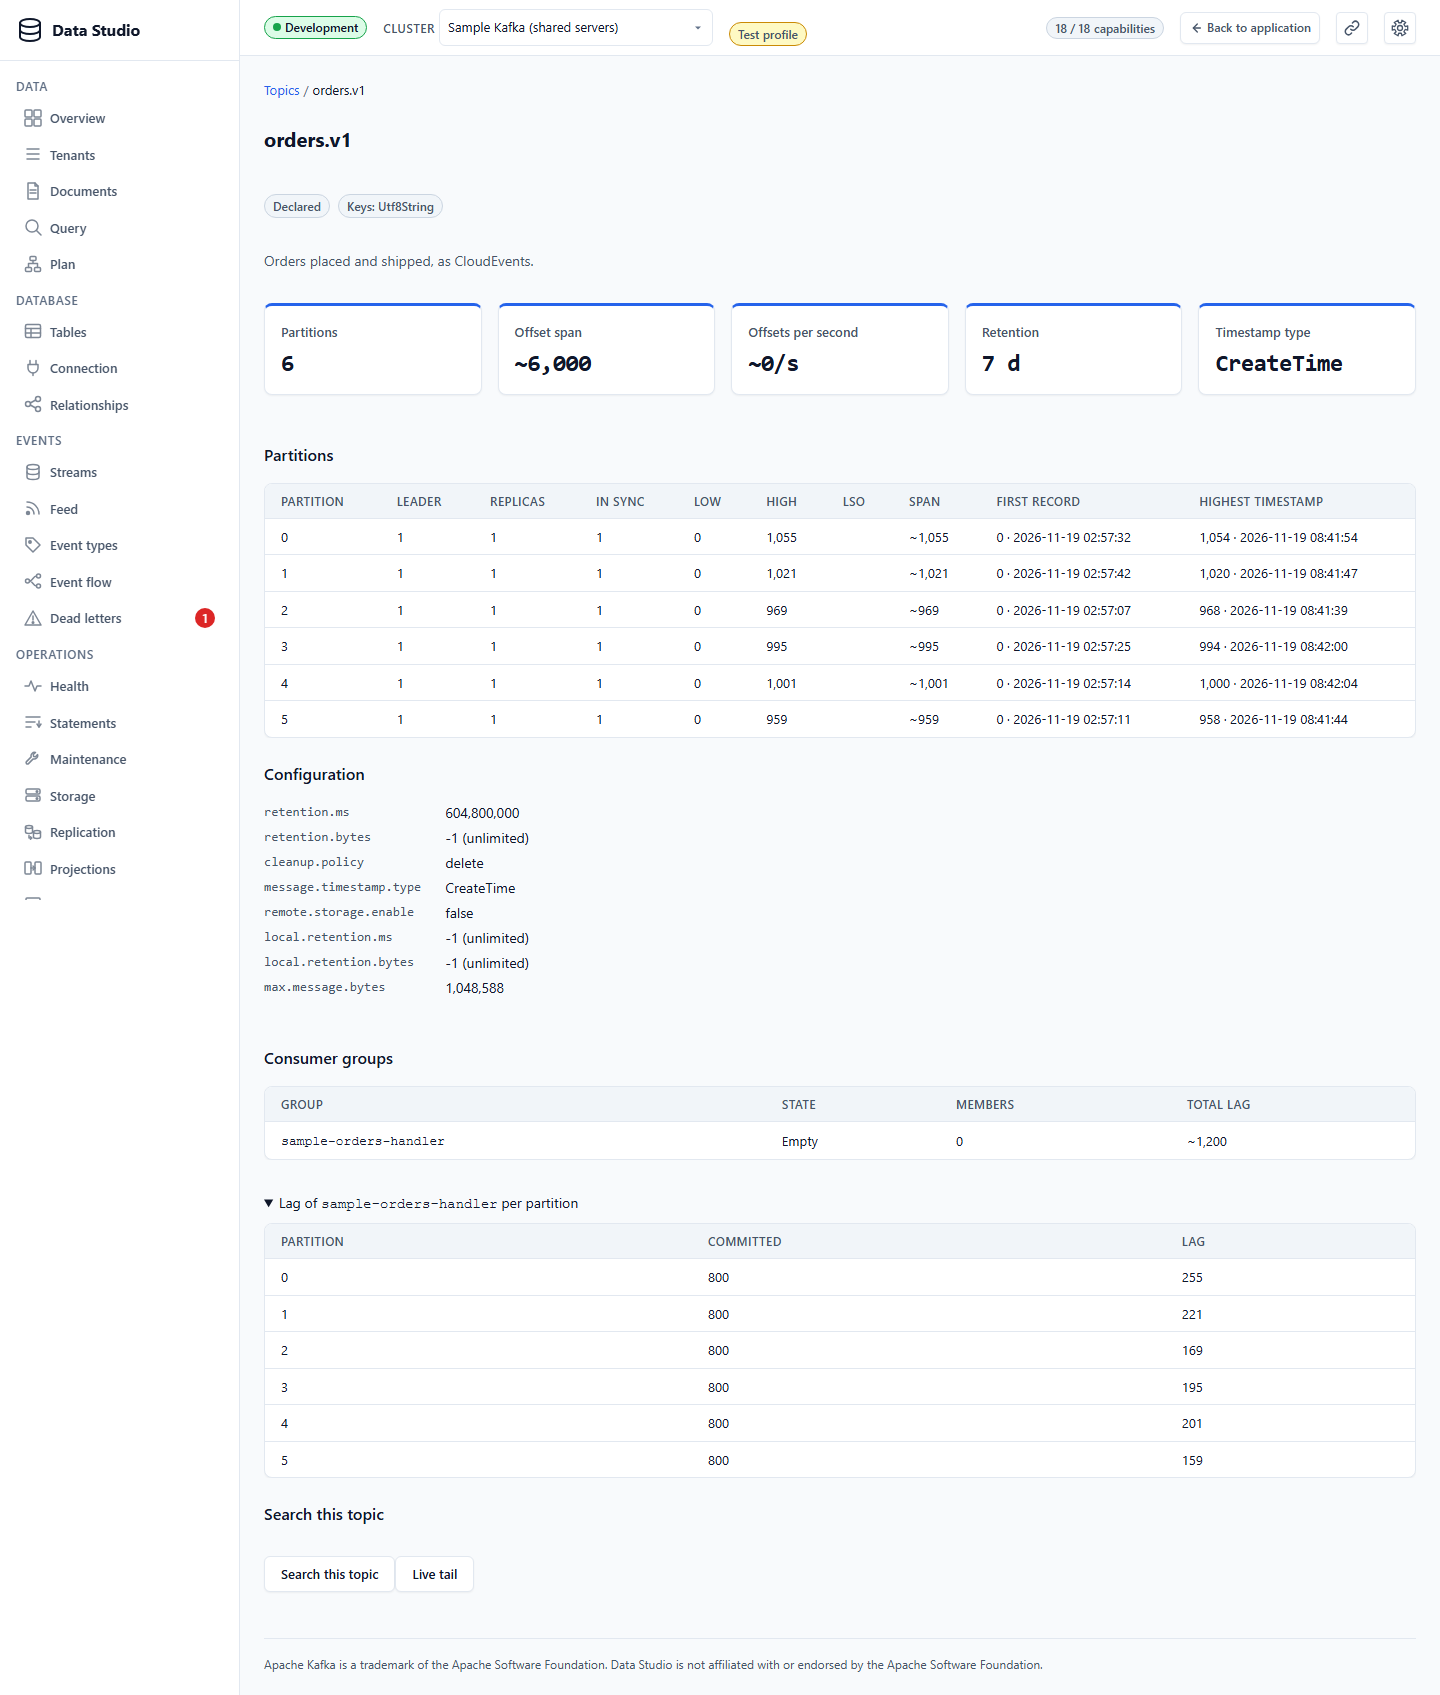 Data Studio
Development
CLUSTER
Sample Kafka (shared servers)
Test profile
18 / 18 capabilities
← Back to application
DATA
Overview
Tenants
Documents
Query
Plan
DATABASE
Tables
Connection
Relationships
EVENTS
Streams
Feed
Event types
Event flow
Dead letters 1
OPERATIONS
Health
Statements
Maintenance
Storage
Replication
Projections
Topics / orders.v1
orders.v1
Declared Keys: Utf8String
Orders placed and shipped, as CloudEvents.
Partitions
6
Offset span
~6,000
Offsets per second
~0/s
Retention
7 d
Timestamp type
CreateTime
Partitions
PARTITION LEADER REPLICAS IN SYNC LOW HIGH LSO SPAN FIRST RECORD HIGHEST TIMESTAMP
0 1 1 1 0 1,055 ~1,055 0 · 2026-11-19 02:57:32 1,054 · 2026-11-19 08:41:54
1 1 1 1 0 1,021 ~1,021 0 · 2026-11-19 02:57:42 1,020 · 2026-11-19 08:41:47
2 1 1 1 0 969 ~969 0 · 2026-11-19 02:57:07 968 · 2026-11-19 08:41:39
3 1 1 1 0 995 ~995 0 · 2026-11-19 02:57:25 994 · 2026-11-19 08:42:00
4 1 1 1 0 1,001 ~1,001 0 · 2026-11-19 02:57:14 1,000 · 2026-11-19 08:42:04
5 1 1 1 0 959 ~959 0 · 2026-11-19 02:57:11 958 · 2026-11-19 08:41:44
Configuration
retention.ms 604,800,000
retention.bytes -1 (unlimited)
cleanup.policy delete
message.timestamp.type CreateTime
remote.storage.enable false
local.retention.ms -1 (unlimited)
local.retention.bytes -1 (unlimited)
max.message.bytes 1,048,588
Consumer groups
GROUP STATE MEMBERS TOTAL LAG
sample-orders-handler Empty 0 ~1,200
▼ Lag of sample-orders-handler per partition
PARTITION COMMITTED LAG
0 800 255
1 800 221
2 800 169
3 800 195
4 800 201
5 800 159
Search this topic
Search this topic Live tail
Apache Kafka is a trademark of the Apache Software Foundation. Data Studio is not affiliated with or endorsed by the Apache Software Foundation.